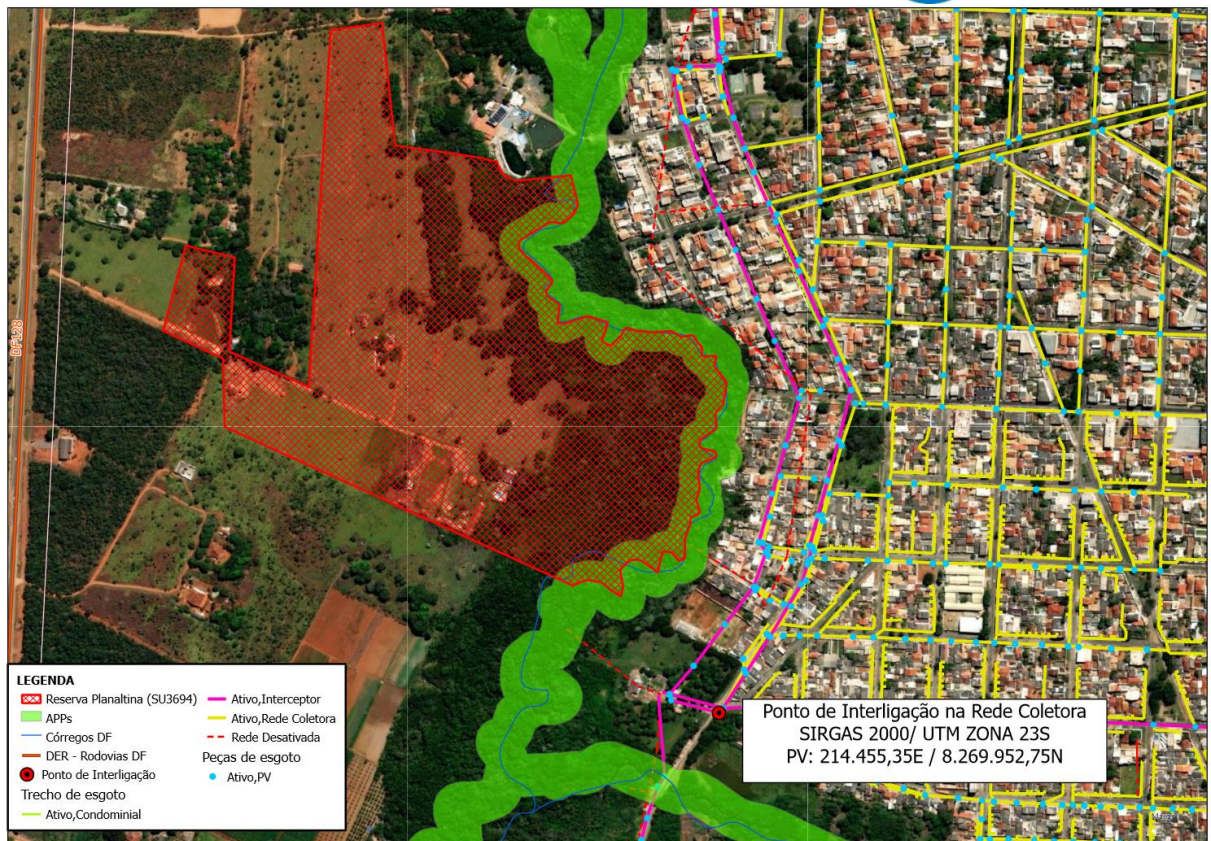 DF128
LEGENDA
Reserva Planaltina (SU3694)
APPs
Córregos DF
DER - Rodovias DF
Ponto de Interligação
Trecho de esgoto
Ativo,Condominial
Ativo,Interceptor
Ativo,Rede Coletora
Rede Desativada
Peças de esgoto
Ativo,PV
Ponto de Interligação na Rede Coletora
SIRGAS 2000/ UTM ZONA 23S
PV: 214.455,35E / 8.269.952,75N